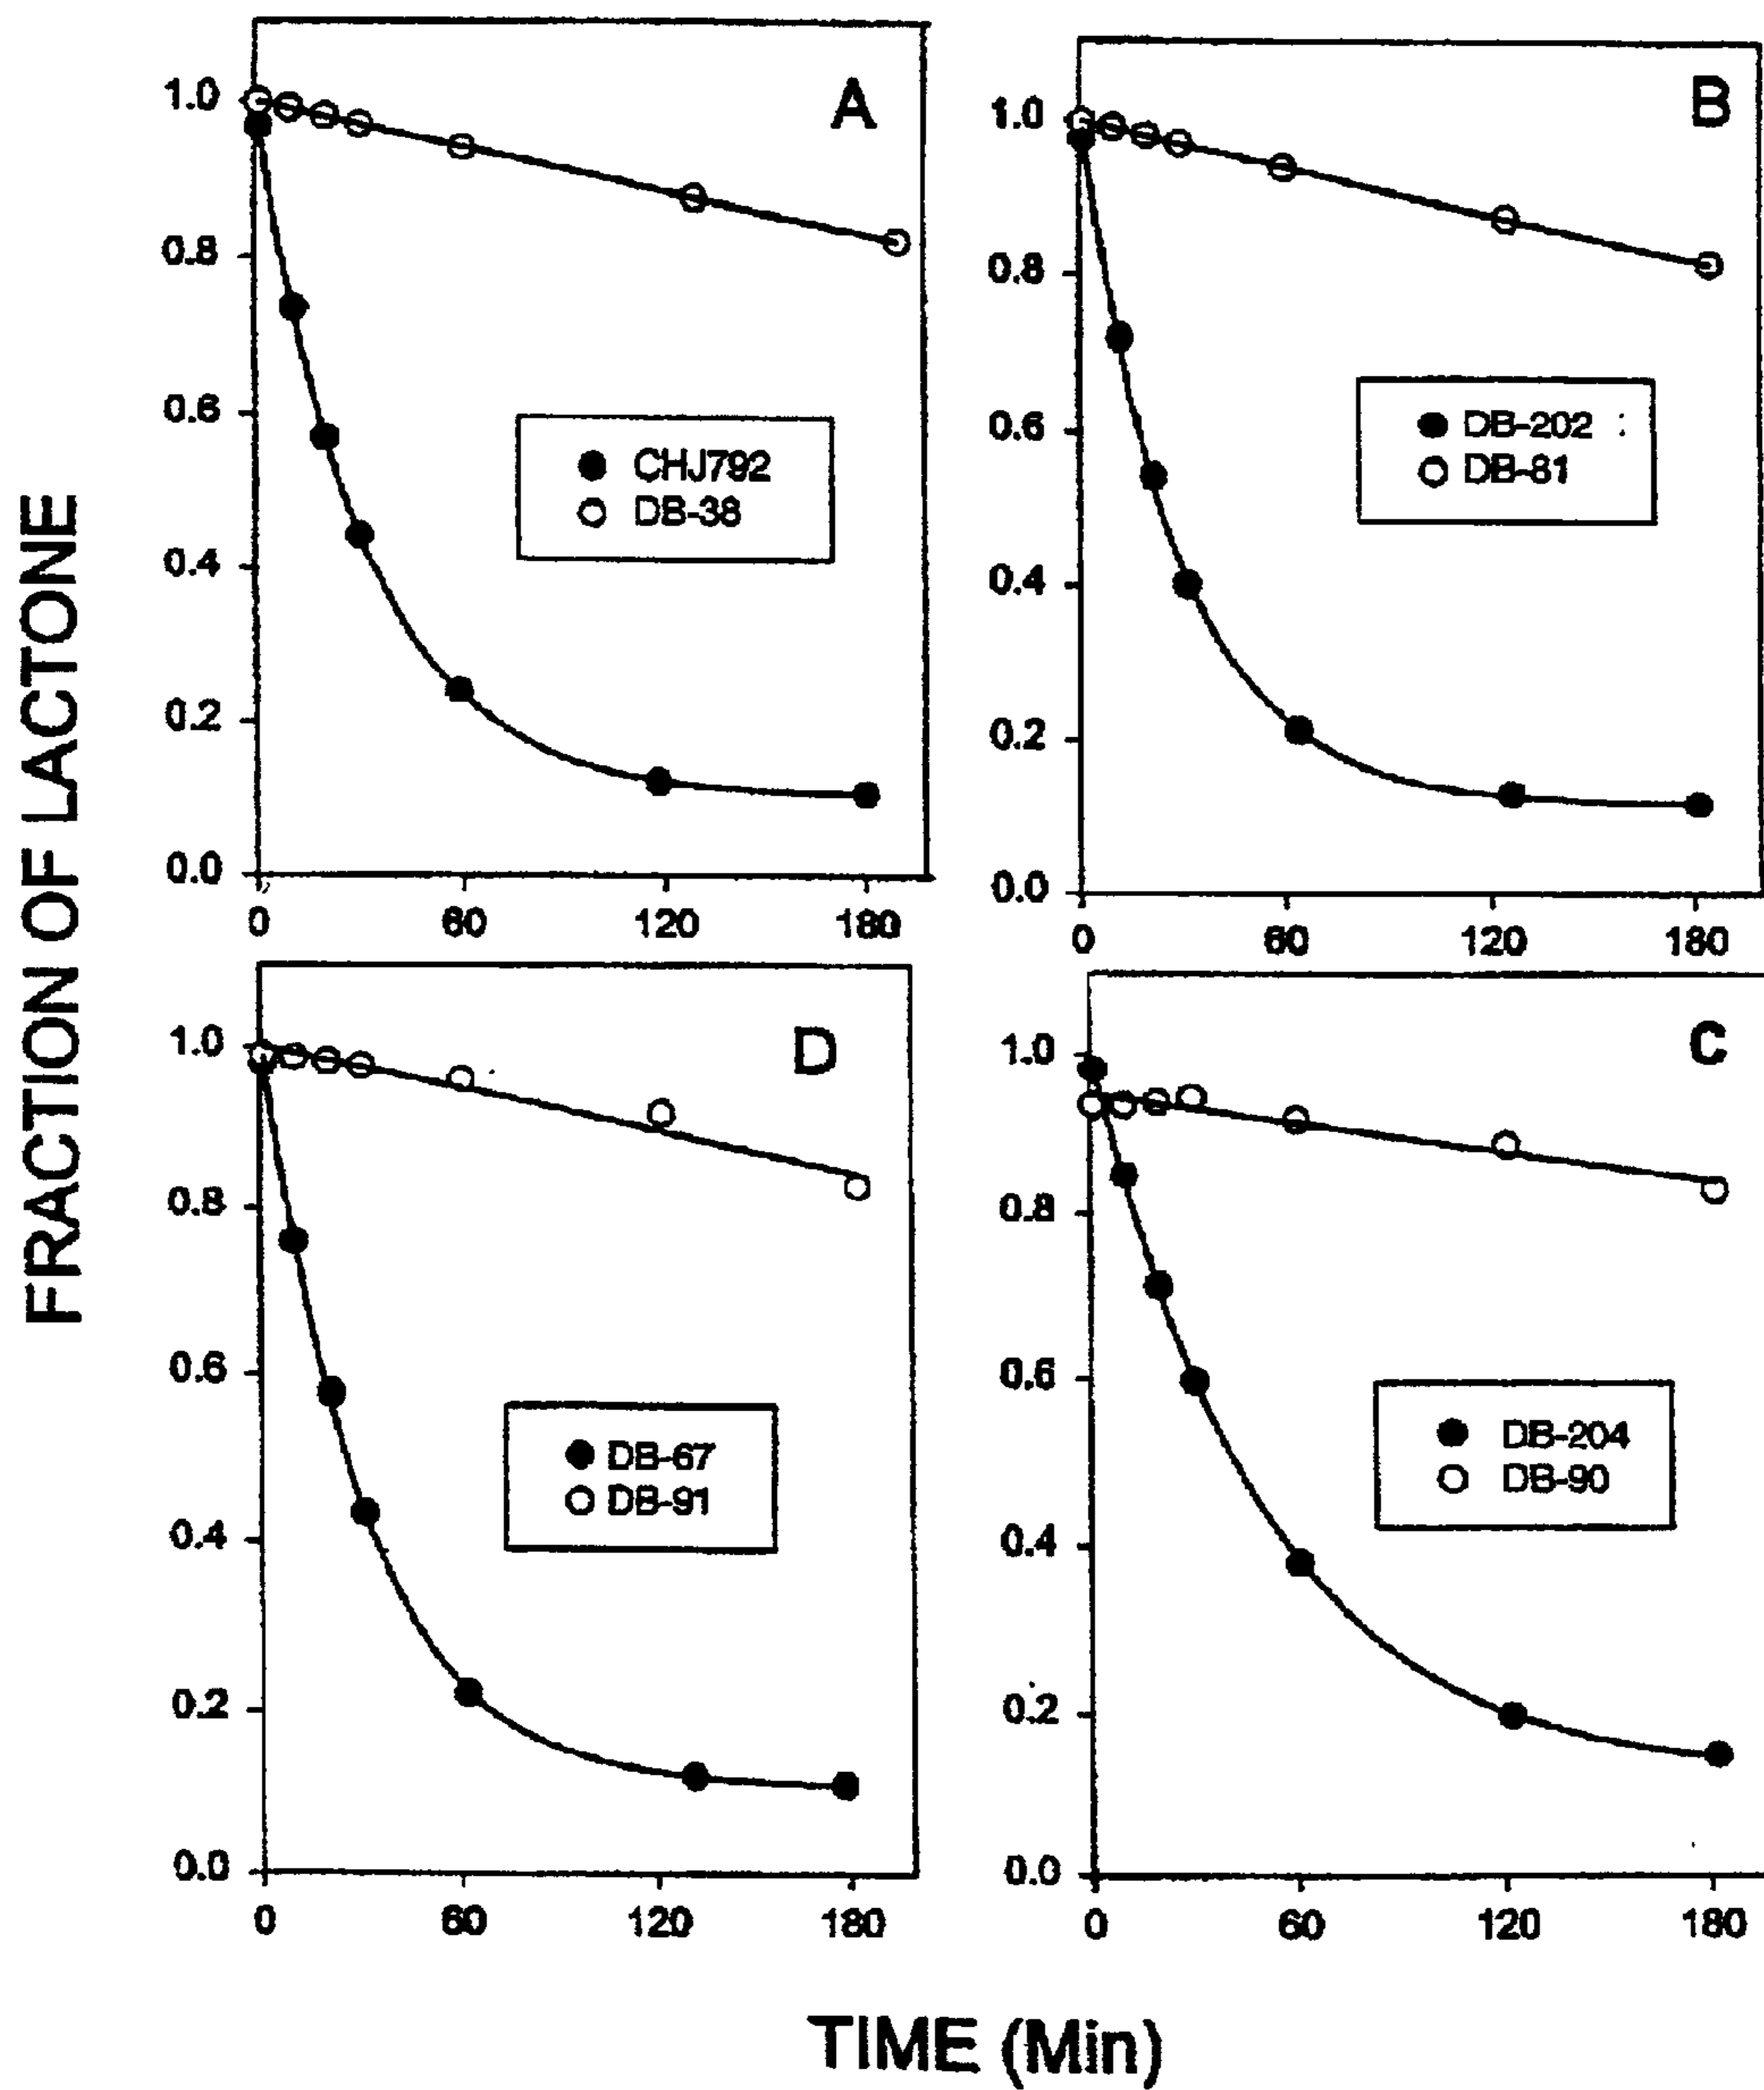 FRACTION OF LACTONE
A
1.0
0.8
0.6
0.4
0.2
0.0
CHJ792
DB-38
0 60 120 180
B
1.0
0.8
0.6
0.4
0.2
0.0
DB-202
DB-81
0 60 120 180
D
1.0
0.8
0.6
0.4
0.2
0.0
DB-67
DB-91
0 60 120 180
C
1.0
0.8
0.6
0.4
0.2
0.0
DB-204
DB-90
0 60 120 180
TIME (Min)